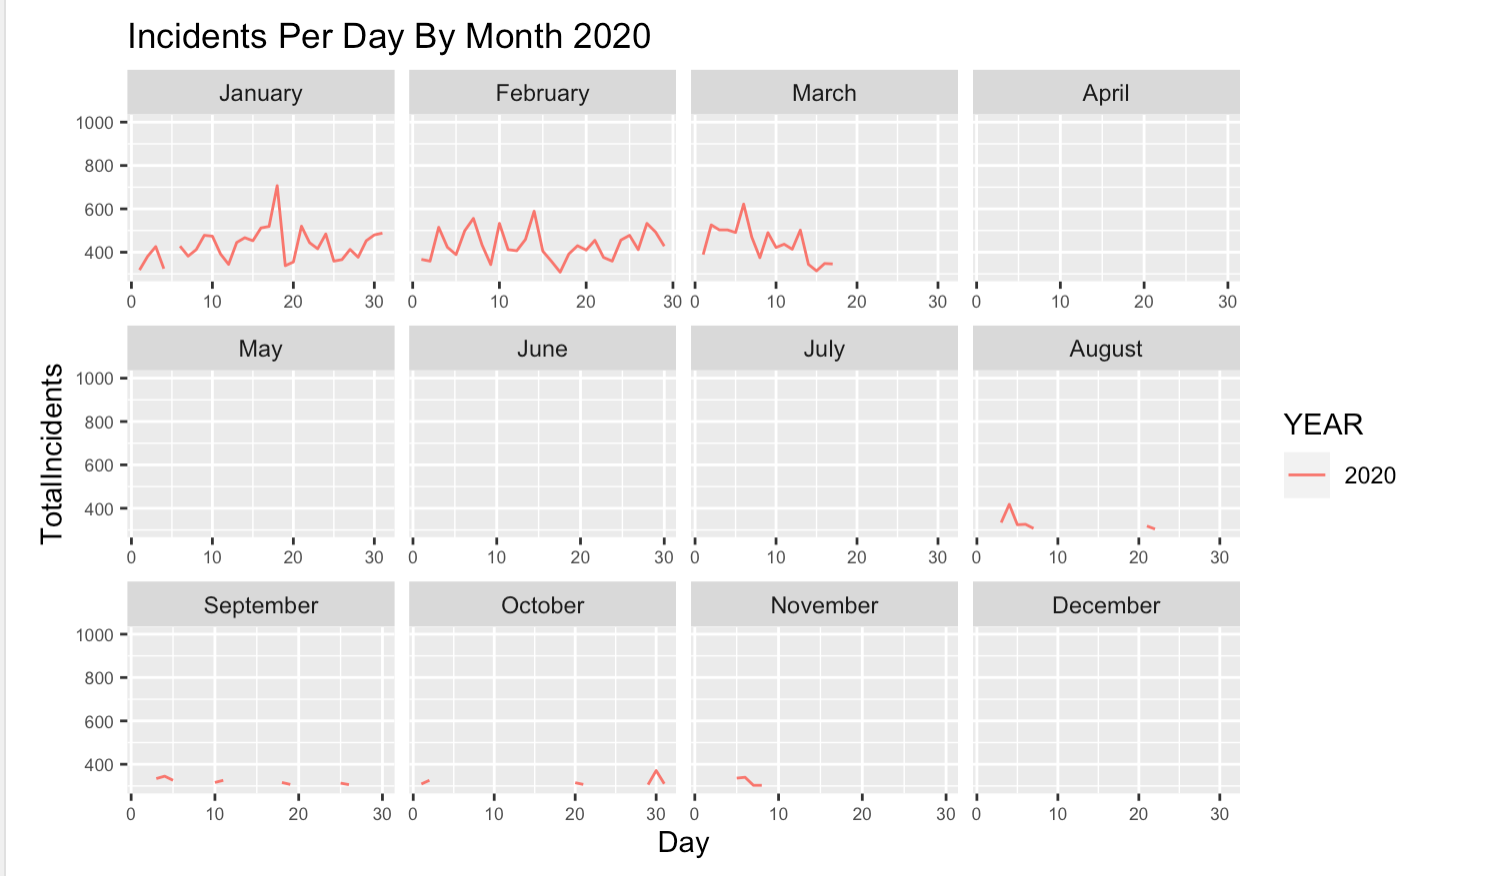 Incidents Per Day By Month 2020
January February March April
1000
800
600
400
0 10 20 30 0 10 20 30 0 10 20 30 0 10 20 30
May June July August
1000
800
600
400
0 10 20 30 0 10 20 30 0 10 20 30 0 10 20 30
September October November December
1000
800
600
400
0 10 20 30 0 10 20 30 0 10 20 30 0 10 20 30
Day
TotalIncidents
YEAR
2020